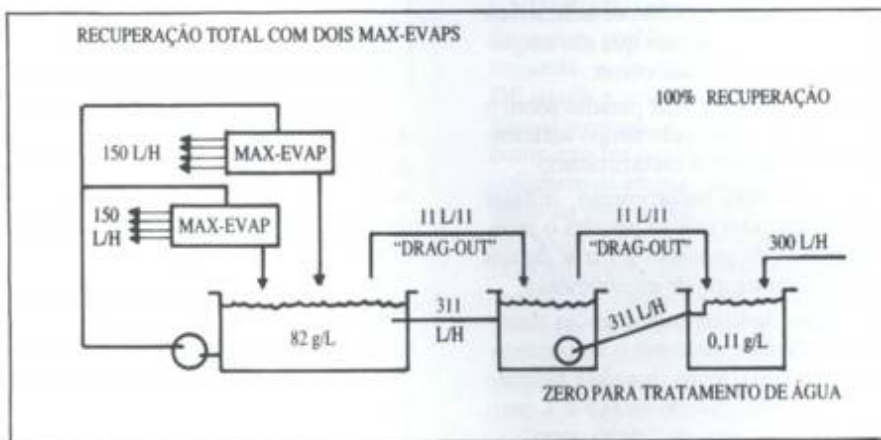 RECUPERAÇÃO TOTAL COM DOIS MAX-EVAPS
100% RECUPERAÇÃO
150 L/H
MAX-EVAP
150
L/H
MAX-EVAP
11 L/11
"DRAG-OUT"
11 L/11
"DRAG-OUT"
300 L/H
82 g/L
311
L/H
311 L/H
0,11 g/L
ZERO PARA TRATAMENTO DE ÁGUA